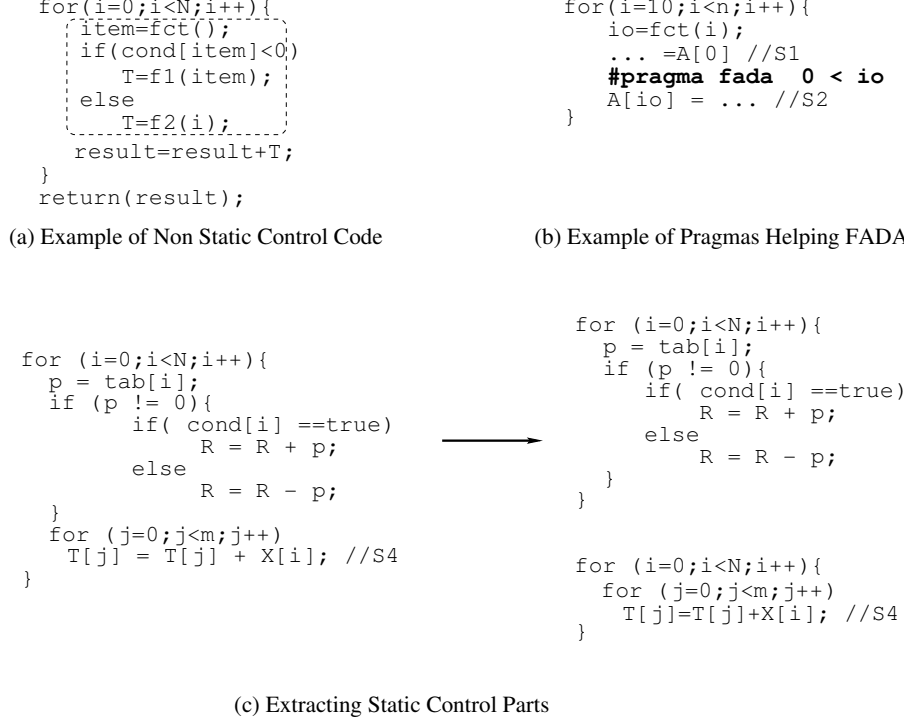 for(i=0;i<N;i++){
item=fct();
if(cond[item]<0)
T=f1(item);
else
T=f2(i);
result=result+T;
}
return(result);
(a) Example of Non Static Control Code
for(i=10;i<n;i++){
io=fct(i);
... =A[0] //S1
#pragma fada 0 < io
A[io] = ... //S2
}
(b) Example of Pragmas Helping FADA
for (i=0;i<N;i++){
p = tab[i];
if (p != 0){
if( cond[i] ==true)
R = R + p;
else
R = R - p;
}
for (j=0;j<m;j++)
T[j] = T[j] + X[i]; //S4
}
for (i=0;i<N;i++){
p = tab[i];
if (p != 0){
if( cond[i] ==true)
R = R + p;
else
R = R - p;
}
}
for (i=0;i<N;i++){
for (j=0;j<m;j++)
T[j]=T[j]+X[i]; //S4
}
(c) Extracting Static Control Parts